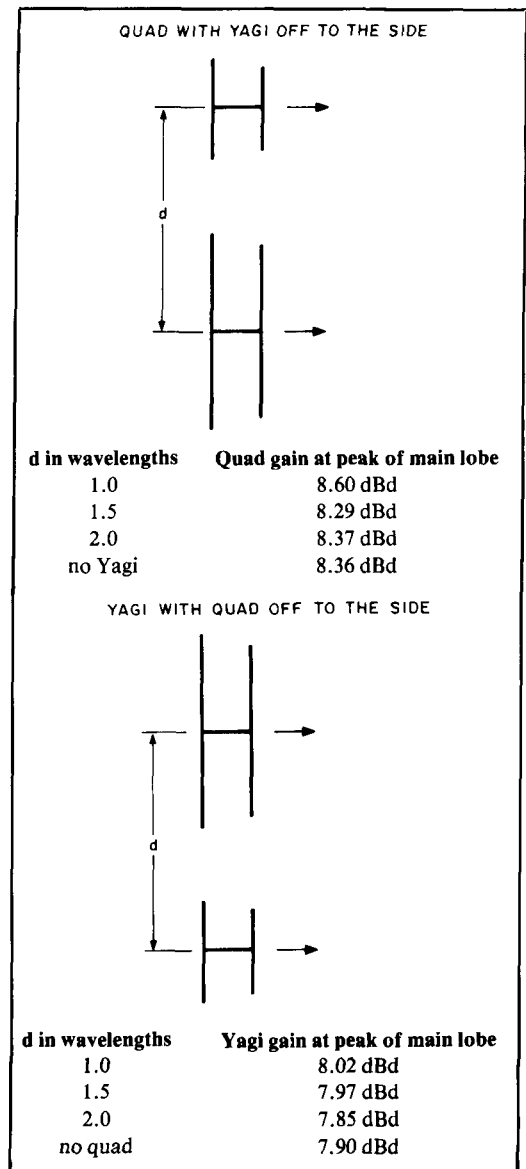 QUAD WITH YAGI OFF TO THE SIDE
d
d in wavelengths Quad gain at peak of main lobe
1.0 8.60 dBd
1.5 8.29 dBd
2.0 8.37 dBd
no Yagi 8.36 dBd
YAGI WITH QUAD OFF TO THE SIDE
d
d in wavelengths Yagi gain at peak of main lobe
1.0 8.02 dBd
1.5 7.97 dBd
2.0 7.85 dBd
no quad 7.90 dBd